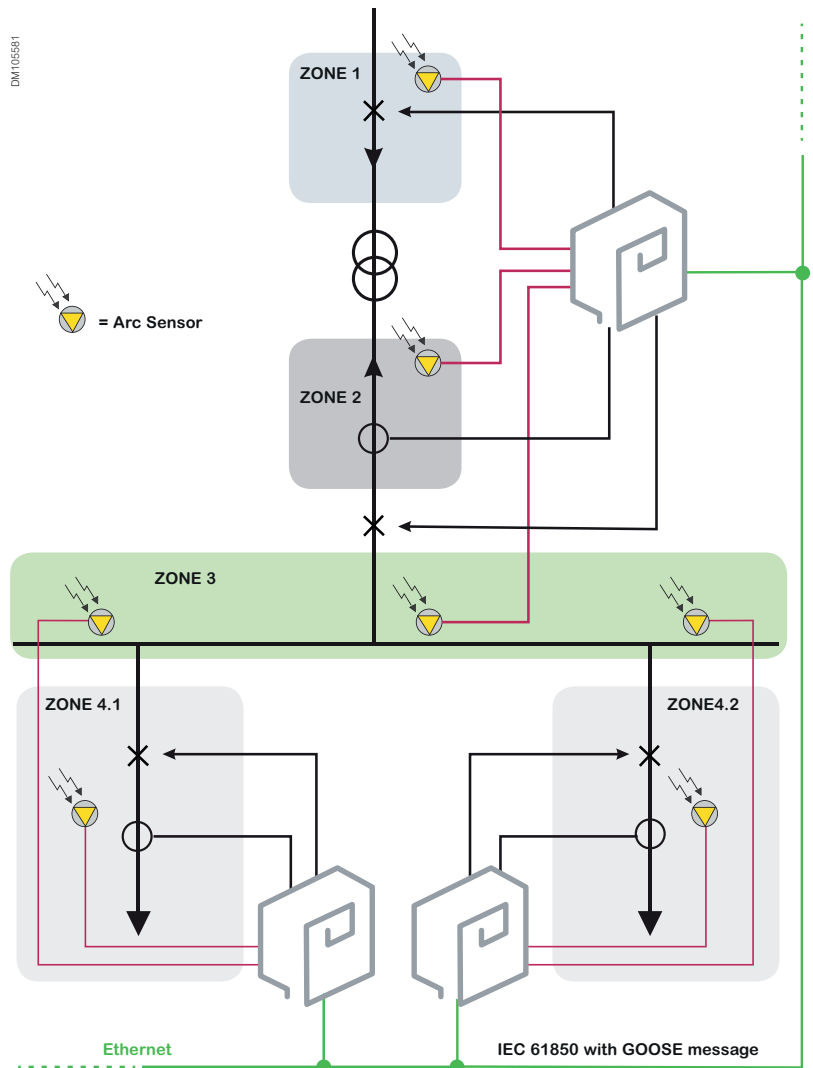 DM105581
ZONE 1
= Arc Sensor
ZONE 2
ZONE 3
ZONE 4.1
ZONE4.2
Ethernet
IEC 61850 with GOOSE message